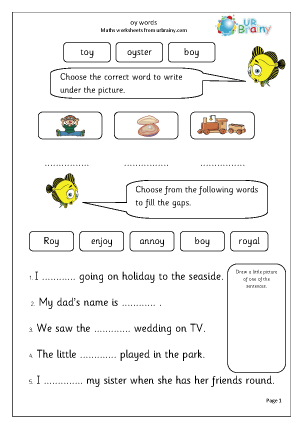 oy words
Maths worksheets from urbrainy.com
UR Brainy
toy oyster boy
Choose the correct word to write
under the picture.
................ ................ ................
Choose from the following words
to fill the gaps.
Roy enjoy annoy boy royal
1. I ............ going on holiday to the seaside.
2. My dad's name is ............ .
3. We saw the ............. wedding on TV.
4. The little ............. played in the park.
5. I .............. my sister when she has her friends round.
Draw a little picture
of one of the
sentences.
Page 1